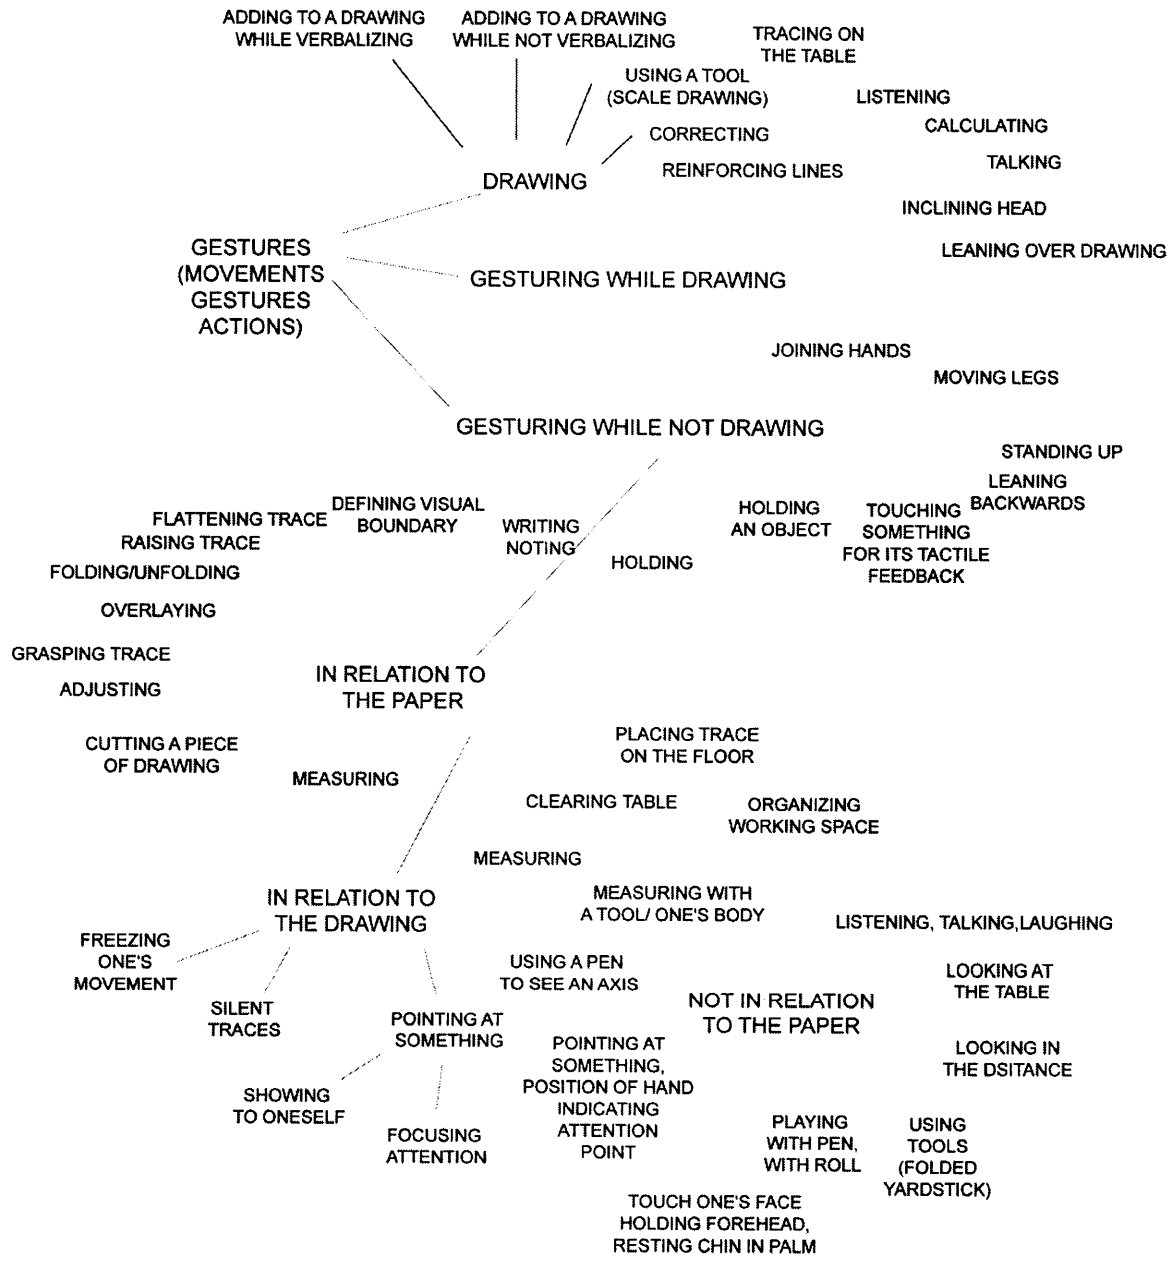 ADDING TO A DRAWING
WHILE VERBALIZING
ADDING TO A DRAWING
WHILE NOT VERBALIZING
TRACING ON
THE TABLE
USING A TOOL
(SCALE DRAWING)
LISTENING
CORRECTING
CALCULATING
REINFORCING LINES
TALKING
DRAWING
INCLINING HEAD
LEANING OVER DRAWING
GESTURES
(MOVEMENTS
GESTURES
ACTIONS)
GESTURING WHILE DRAWING
JOINING HANDS
MOVING LEGS
GESTURING WHILE NOT DRAWING
STANDING UP
LEANING
BACKWARDS
DEFINING VISUAL
BOUNDARY
FLATTENING TRACE
RAISING TRACE
WRITING
NOTING
HOLDING
AN OBJECT
TOUCHING
SOMETHING
FOR ITS TACTILE
FEEDBACK
HOLDING
FOLDING/UNFOLDING
OVERLAYING
GRASPING TRACE
ADJUSTING
IN RELATION TO
THE PAPER
CUTTING A PIECE
OF DRAWING
MEASURING
PLACING TRACE
ON THE FLOOR
CLEARING TABLE
ORGANIZING
WORKING SPACE
MEASURING
IN RELATION TO
THE DRAWING
MEASURING WITH
A TOOL/ ONE'S BODY
LISTENING, TALKING,LAUGHING
FREEZING
ONE'S
MOVEMENT
USING A PEN
TO SEE AN AXIS
LOOKING AT
THE TABLE
SILENT
TRACES
POINTING AT
SOMETHING
NOT IN RELATION
TO THE PAPER
POINTING AT
SOMETHING,
POSITION OF HAND
INDICATING
ATTENTION
POINT
LOOKING IN
THE DSITANCE
SHOWING
TO ONESELF
FOCUSING
ATTENTION
PLAYING
WITH PEN,
WITH ROLL
USING
TOOLS
(FOLDED
YARDSTICK)
TOUCH ONE'S FACE
HOLDING FOREHEAD,
RESTING CHIN IN PALM